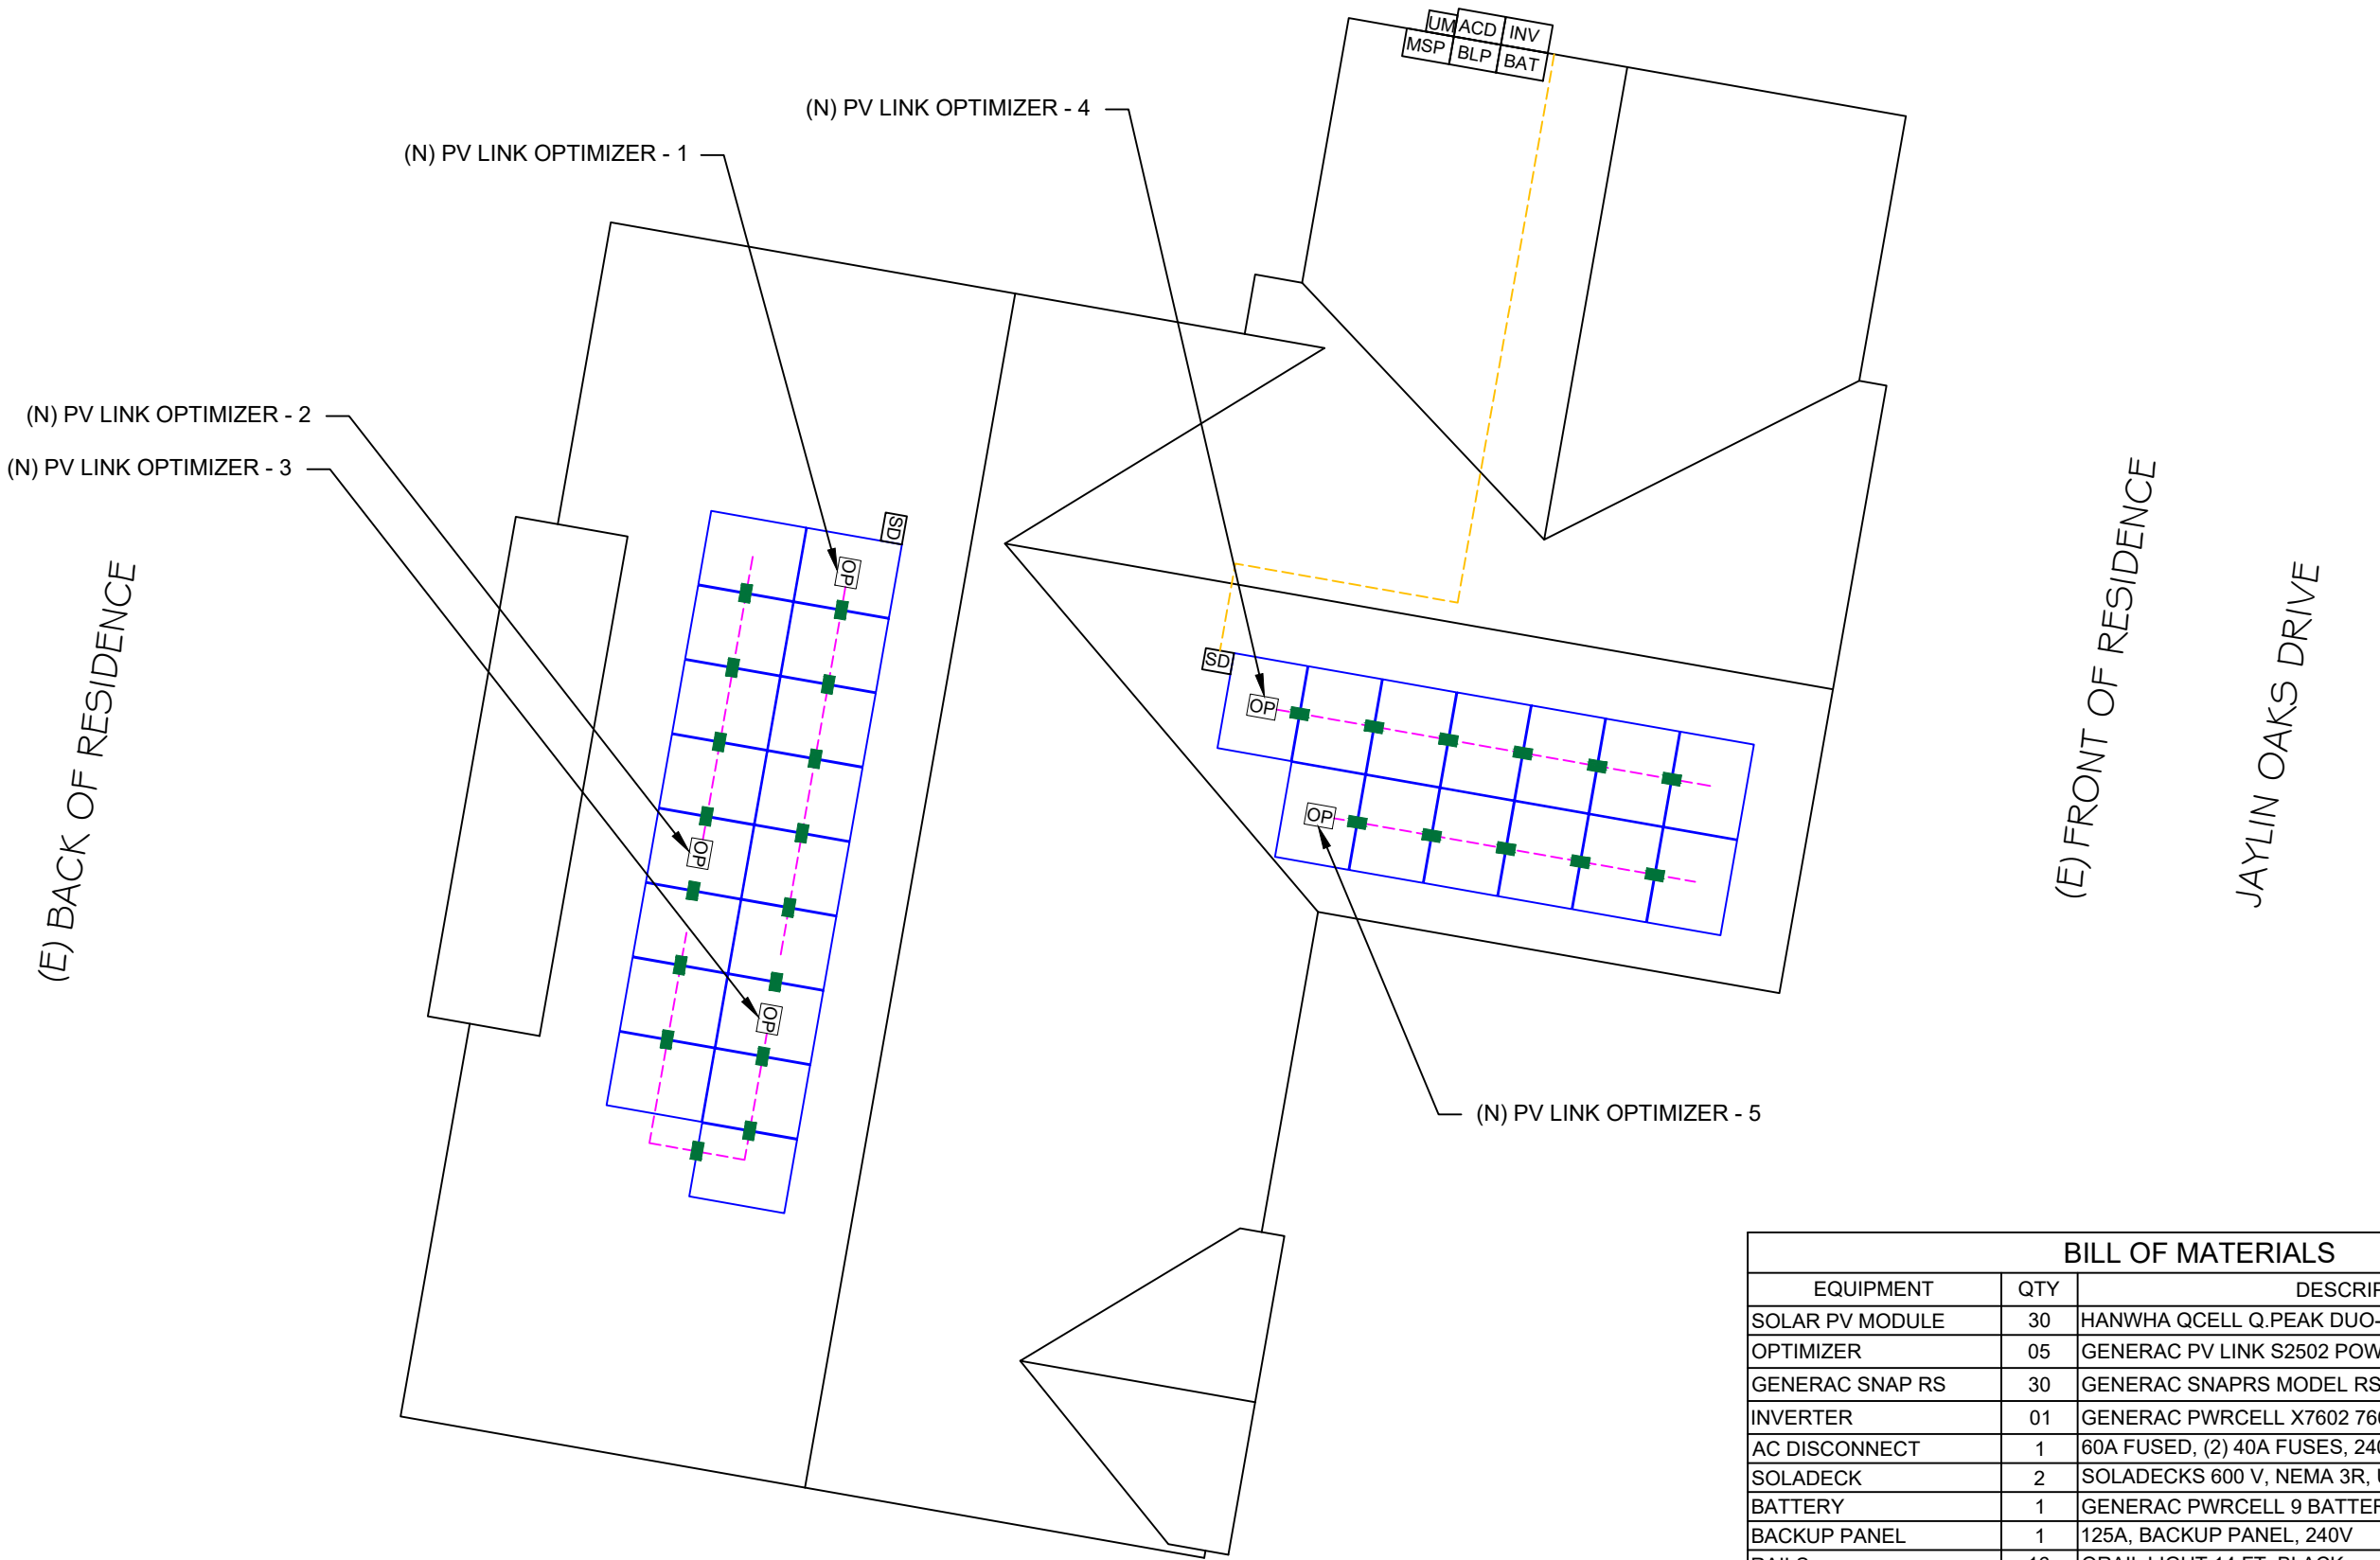 UM ACD INV
MSP BLP BAT
(N) PV LINK OPTIMIZER - 4
(N) PV LINK OPTIMIZER - 1
(N) PV LINK OPTIMIZER - 2
(N) PV LINK OPTIMIZER - 3
SD
OP
OP
OP
SD
OP
OP
(E) BACK OF RESIDENCE
(E) FRONT OF RESIDENCE
JAYLIN OAKS DRIVE
(N) PV LINK OPTIMIZER - 5
BILL OF MATERIALS
EQUIPMENT QTY
SOLAR PV MODULE 30 HANWHA QCELL Q.PEAK DUO-
OPTIMIZER 05 GENERAC PV LINK S2502
GENERAC SNAP RS 30 GENERAC SNAPRS MODEL
INVERTER 01 GENERAC PWRCELL X7602
AC DISCONNECT 1 60A FUSED, (2) 40A FUSES,
SOLADECK 2 SOLADECKS 600 V, NEMA 3R,
BATTERY 1 GENERAC PWRCELL 9
BACKUP PANEL 1 125A, BACKUP PANEL, 240V